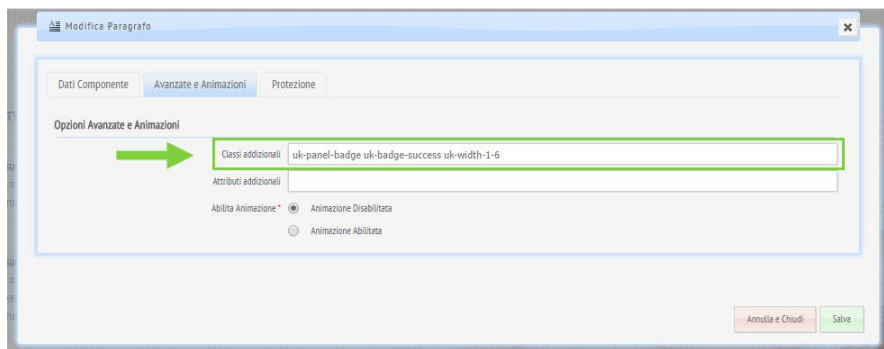 Modifica Paragrafo
Dati Componente
Avanzate e Animazioni
Protezione
Opzioni Avanzate e Animazioni
Classi addizionali
uk-panel-badge uk-badge-success uk-width-1-6
Attributi addizionali
Abilita Animazione *
Animazione Disabilitata
Animazione Abilitata
Annulla e Chiudi
Salva